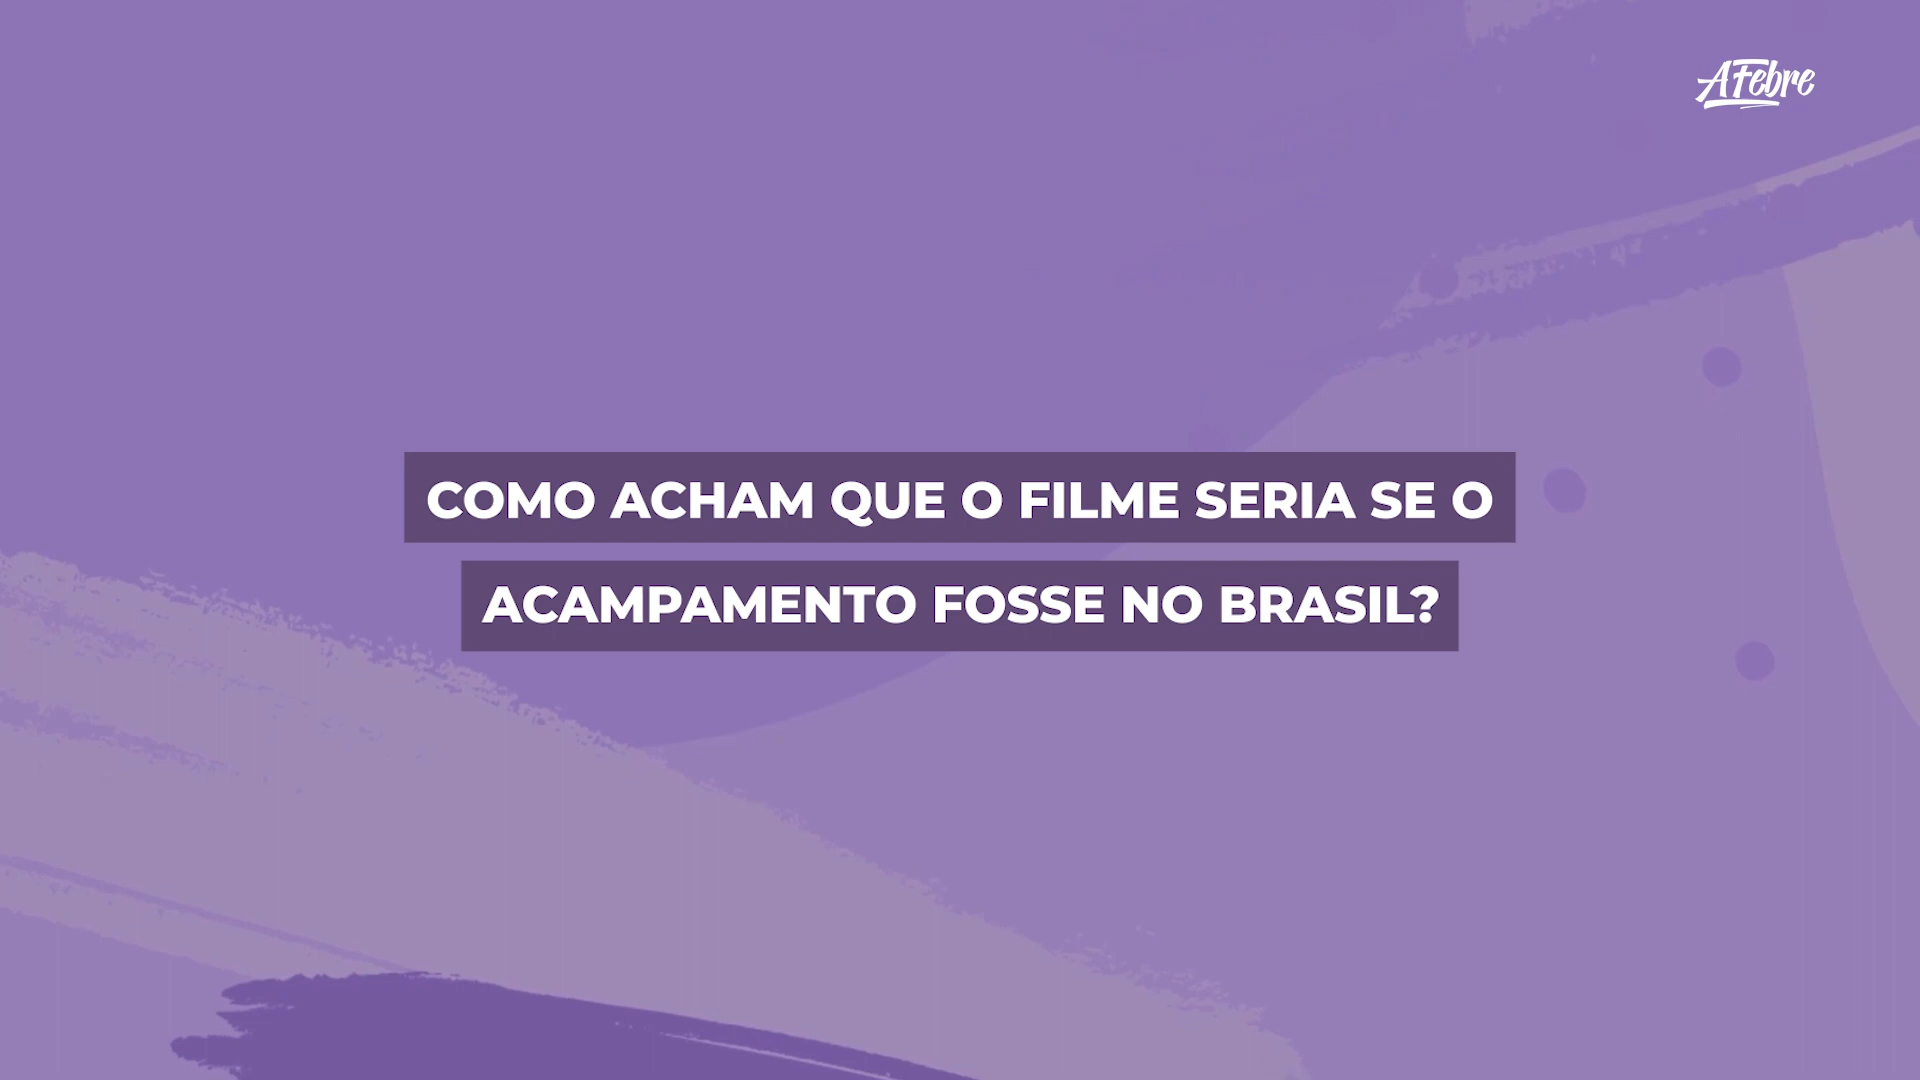 AFebre
COMO ACHAM QUE O FILME SERIA SE O
ACAMPAMENTO FOSSE NO BRASIL?